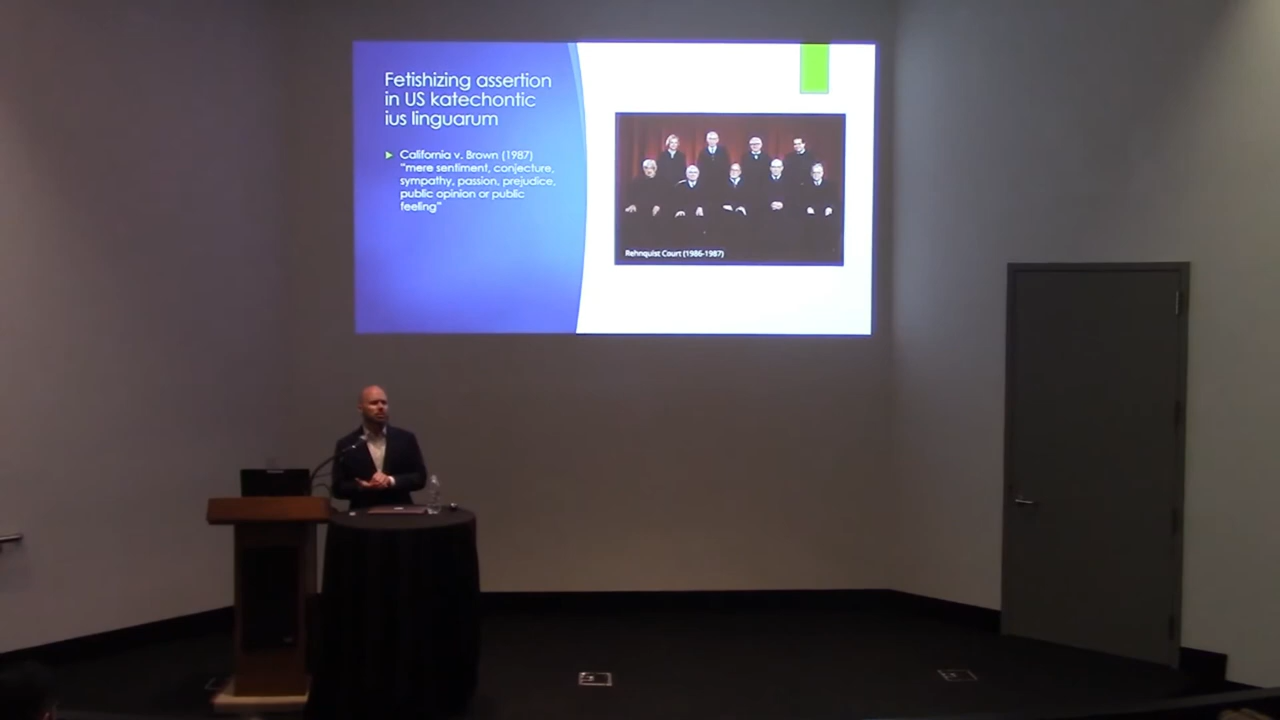 Fetishizing assertion
in US katechontic
ius linguarum
California v. Brown (1987)
“mere sentiment, conjecture,
sympathy, passion, prejudice,
public opinion or public
feeling”
Rehnquist Court (1986-1987)